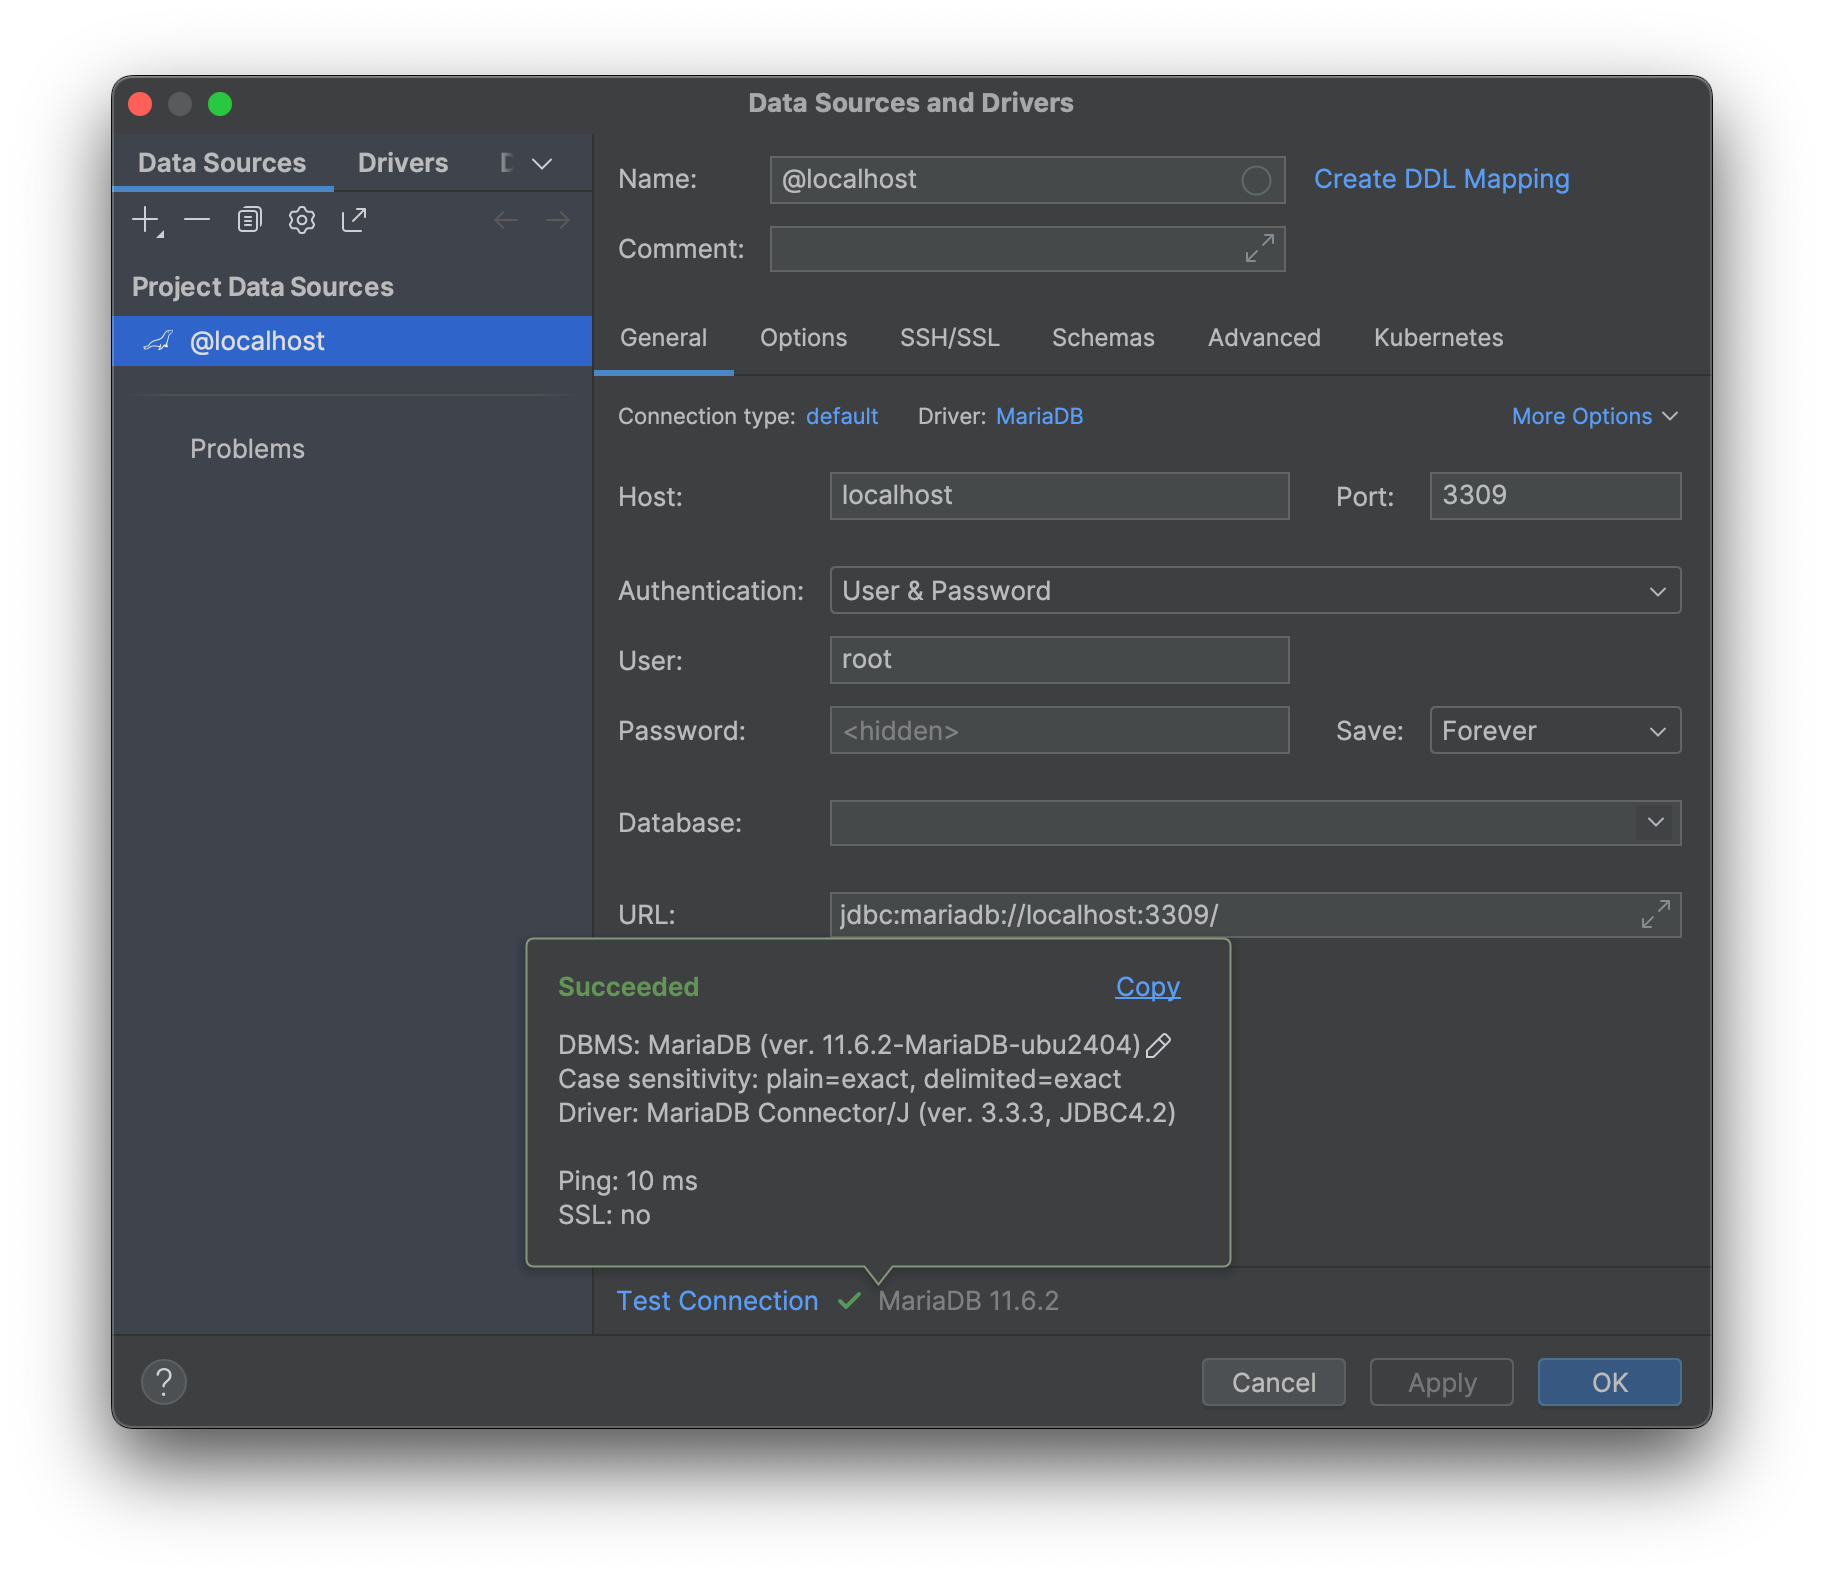 Data Sources and Drivers
Data Sources Drivers
Project Data Sources
@localhost
Problems
Name: @localhost Create DDL Mapping
Comment:
General Options SSH/SSL Schemas Advanced Kubernetes
Connection type: default Driver: MariaDB More Options
Host: localhost Port: 3309
Authentication: User & Password
User: root
Password: <hidden> Save: Forever
Database:
URL: jdbc:mariadb://localhost:3309/
Succeeded Copy
DBMS: MariaDB (ver. 11.6.2-MariaDB-ubu2404)
Case sensitivity: plain=exact, delimited=exact
Driver: MariaDB Connector/J (ver. 3.3.3, JDBC4.2)
Ping: 10 ms
SSL: no
Test Connection MariaDB 11.6.2
? Cancel Apply OK